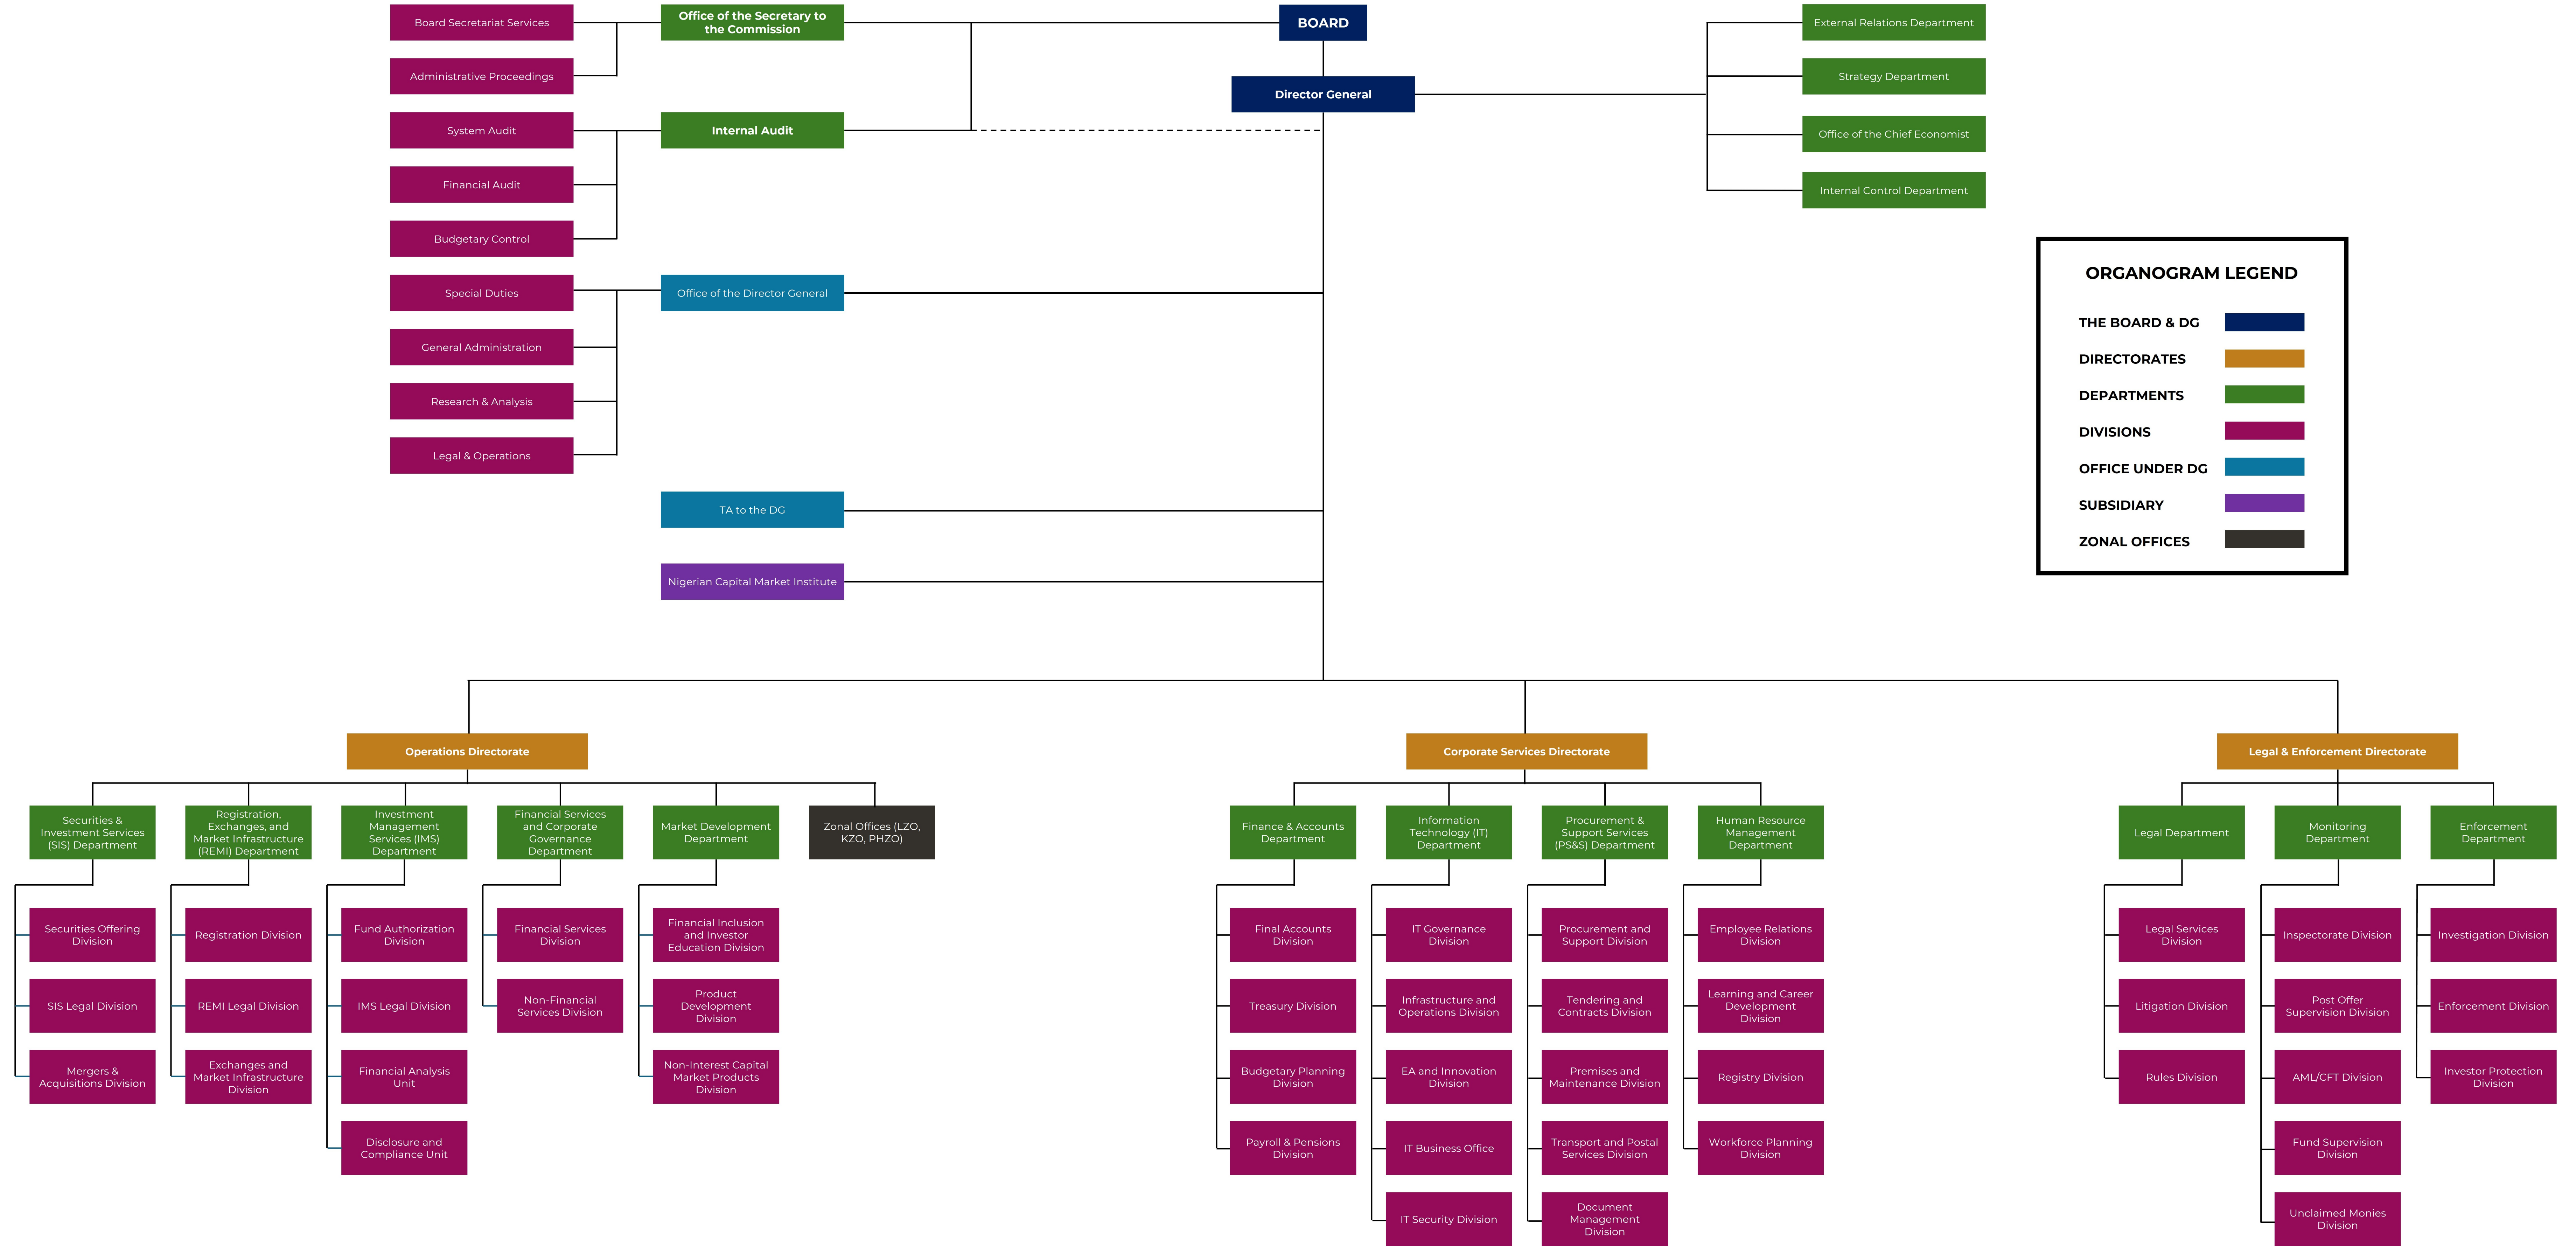 BOARD
Director General
Office of the Secretary to
the Commission
Board Secretariat Services
Administrative Proceedings
Internal Audit
System Audit
Financial Audit
Budgetary Control
Office of the Director General
Special Duties
General Administration
Research & Analysis
Legal & Operations
TA to the DG
Nigerian Capital Market Institute
External Relations Department
Strategy Department
Office of the Chief Economist
Internal Control Department
ORGANOGRAM LEGEND
THE BOARD & DG
DIRECTORATES
DEPARTMENTS
DIVISIONS
OFFICE UNDER DG
SUBSIDIARY
ZONAL OFFICES
Operations Directorate
Securities &
Investment Services
(SIS) Department
Securities Offering
Division
SIS Legal Division
Mergers &
Acquisitions Division
Registration,
Exchanges, and
Market Infrastructure
(REMI) Department
Registration Division
REMI Legal Division
Exchanges and
Market Infrastructure
Division
Investment
Management
Services (IMS)
Department
Fund Authorization
Division
IMS Legal Division
Financial Analysis
Unit
Disclosure and
Compliance Unit
Financial Services
and Corporate
Governance
Department
Financial Services
Division
Non-Financial
Services Division
Market Development
Department
Financial Inclusion
and Investor
Education Division
Product
Development
Division
Non-Interest Capital
Market Products
Division
Zonal Offices (LZO,
KZO, PHZO)
Corporate Services Directorate
Finance & Accounts
Department
Final Accounts
Division
Treasury Division
Budgetary Planning
Division
Payroll & Pensions
Division
Information
Technology (IT)
Department
IT Governance
Division
Infrastructure and
Operations Division
EA and Innovation
Division
IT Business Office
IT Security Division
Procurement &
Support Services
(PS&S) Department
Procurement and
Support Division
Tendering and
Contracts Division
Premises and
Maintenance Division
Transport and Postal
Services Division
Document
Management
Division
Human Resource
Management
Department
Employee Relations
Division
Learning and Career
Development
Division
Registry Division
Workforce Planning
Division
Legal & Enforcement Directorate
Legal Department
Legal Services
Division
Litigation Division
Rules Division
Monitoring
Department
Inspectorate Division
Post Offer
Supervision Division
AML/CFT Division
Fund Supervision
Division
Unclaimed Monies
Division
Enforcement
Department
Investigation Division
Enforcement Division
Investor Protection
Division